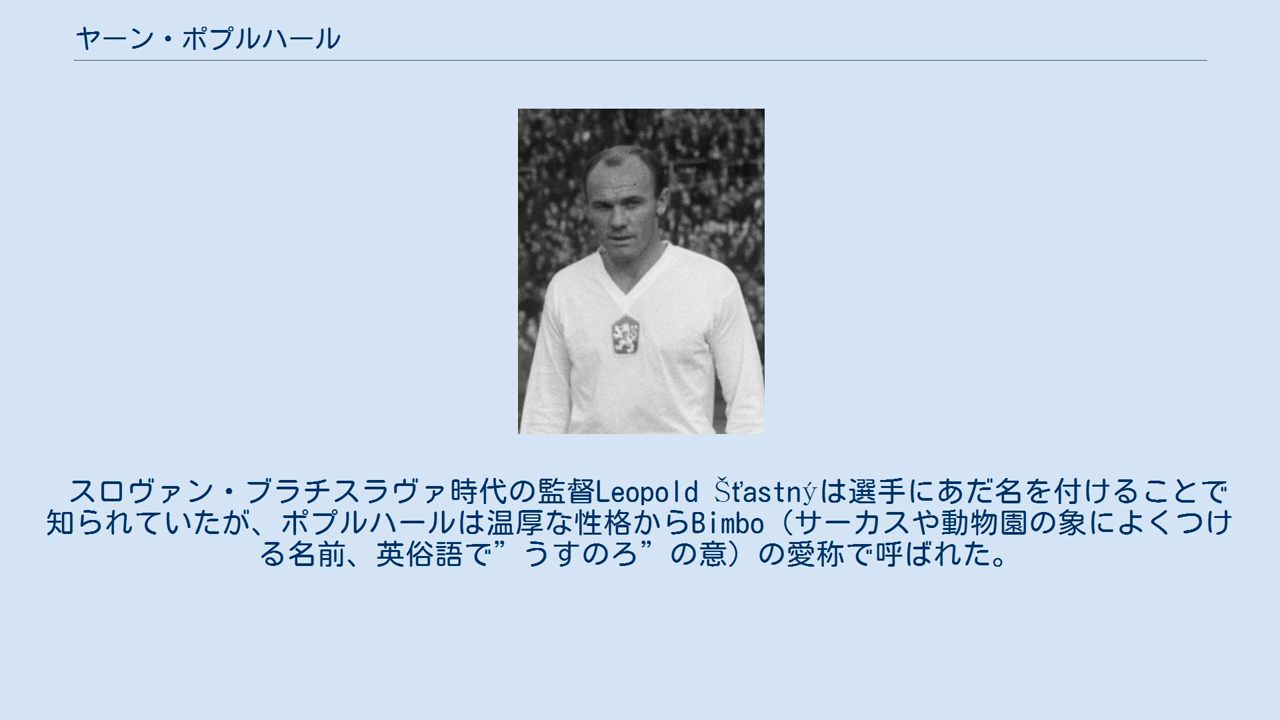 ヤーン・ポプルハール
スロヴァン・ブラチスラヴァ時代の監督Leopold Šťastnýは選手にあだ名を付けることで
知られていたが、ポプルハールは温厚な性格からBimbo（サーカスや動物園の象によくつけ
る名前、英俗語で”うすのろ”の意）の愛称で呼ばれた。